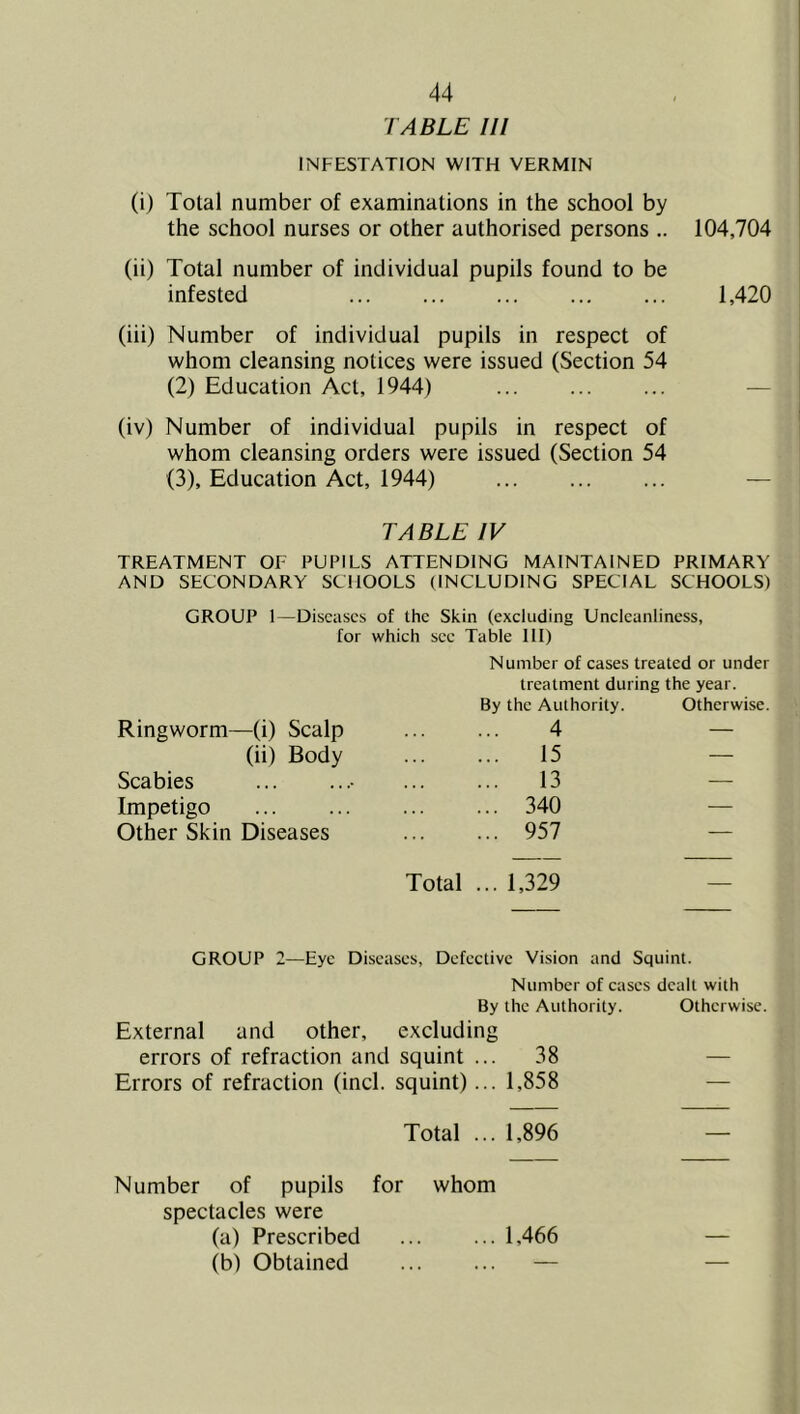 44
TABLE III
INFESTATION WITH VERMIN
(i) Total number of examinations in the school by
the school nurses or other authorised persons .. 104,704
(ii) Total number of individual pupils found to be
infested ... ... ... ... ... 1,420
(iii) Number of individual pupils in respect of
whom cleansing notices were issued (Section 54
(2) Education Act, 1944) ... ... ... —
(iv) Number of individual pupils in respect of
whom cleansing orders were issued (Section 54
(3), Education Act, 1944) ... ... ... —
TABLE IV
TREATMENT OF PUPILS ATTENDING MAINTAINED PRIMARY
AND SECONDARY SCHOOLS (INCLUDING SPECIAL SCHOOLS)
GROUP 1—Diseases of the Skin (excluding Uncleanliness,
for which see Table III)
Number of cases treated or under
treatment during the year.
By the Authority. Otherwise.
Ringworm—(i) Scalp ... ... 4 —
(ii) Body ... ... 15 —
Scabies ... ... ... ... 13 —
Impetigo ... ... ... ... 340 —
Other Skin Diseases ... ... 957 —
Total ... 1,329 —
GROUP 2—Eye Diseases, Defective Vision and Squint.
Number of cases dealt with
By the Authority. Otherwise.
External and other, excluding
errors of refraction and squint ... 38 —
Errors of refraction (incl. squint) ... 1,858 —
Total ... 1,896 —
Number of pupils for whom
spectacles were
(a) Prescribed ... ... 1,466 —
(b) Obtained ... ... — —